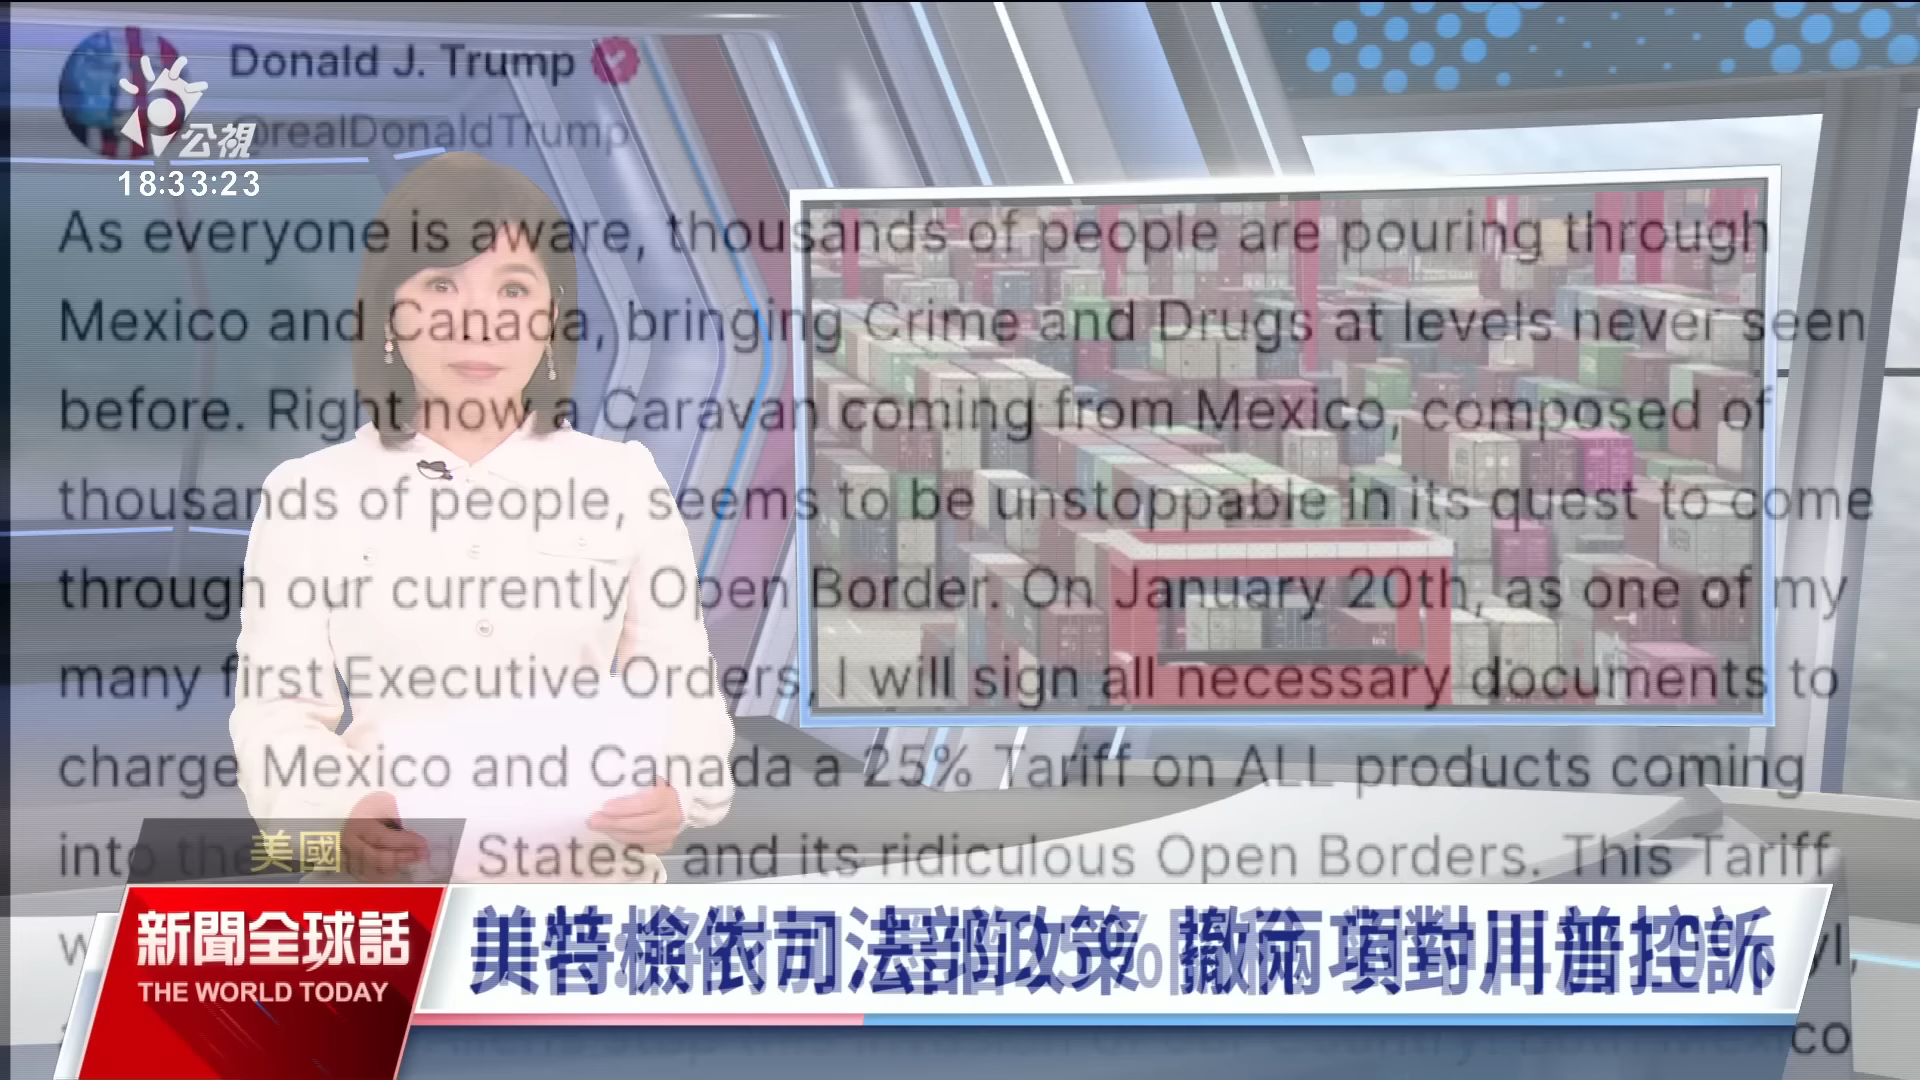 Donald J. Trump
@realDonaldTrump
公視
18:33:23
As everyone is aware, thousands of people are pouring through
Mexico and Canada, bringing Crime and Drugs at levels never seen
before. Right now a Caravan coming from Mexico, composed of
thousands of people, seems to be unstoppable in its quest to come
through our currently Open Border. On January 20th, as one of my
many first Executive Orders, I will sign all necessary documents to
charge Mexico and Canada a 25% Tariff on ALL products coming
into the United States, and its ridiculous Open Borders. This Tariff
美國
新聞全球話
THE WORLD TODAY
美特檢依司法部政策 撤兩項對川普控訴